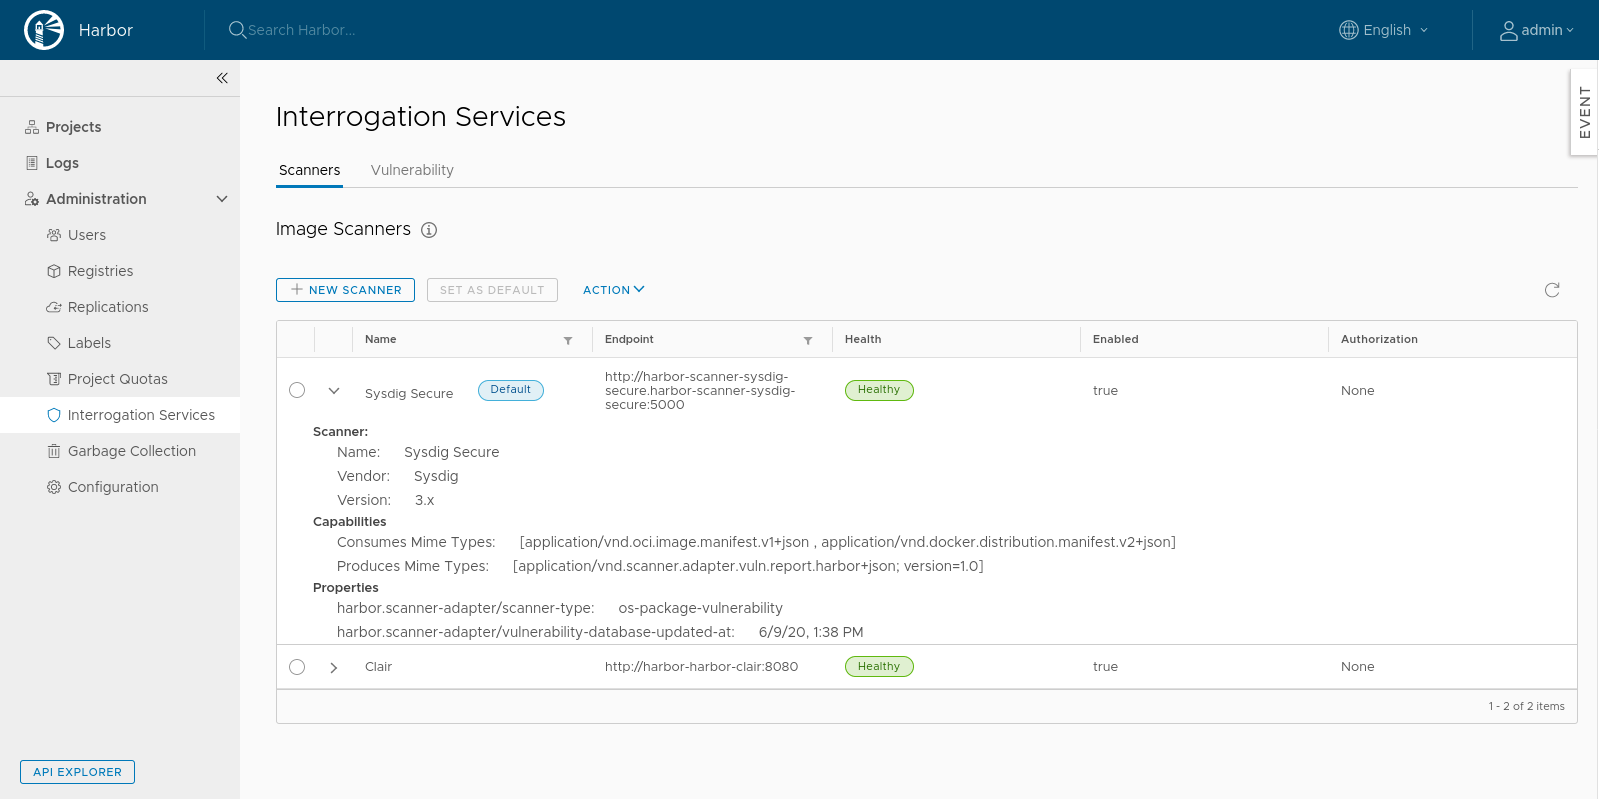 Harbor
Search Harbor...
English
admin
EVENT
Projects
Logs
Administration
Users
Registries
Replications
Labels
Project Quotas
Interrogation Services
Garbage Collection
Configuration
API EXPLORER
Interrogation Services
Scanners Vulnerability
Image Scanners
NEW SCANNER SET AS DEFAULT ACTION
Name Endpoint Health Enabled Authorization
Sysdig Secure Default
http://harbor-scanner-sysdig-
secure.harbor-scanner-sysdig-
secure:5000
Healthy true None
Scanner:
Name: Sysdig Secure
Vendor: Sysdig
Version: 3.x
Capabilities
Consumes Mime Types: [application/vnd.oci.image.manifest.v1+json , application/vnd.docker.distribution.manifest.v2+json]
Produces Mime Types: [application/vnd.scanner.adapter.vuln.report.harbor+json; version=1.0]
Properties
harbor.scanner-adapter/scanner-type: os-package-vulnerability
harbor.scanner-adapter/vulnerability-database-updated-at: 6/9/20, 1:38 PM
Clair http://harbor-harbor-clair:8080 Healthy true None
1 - 2 of 2 items